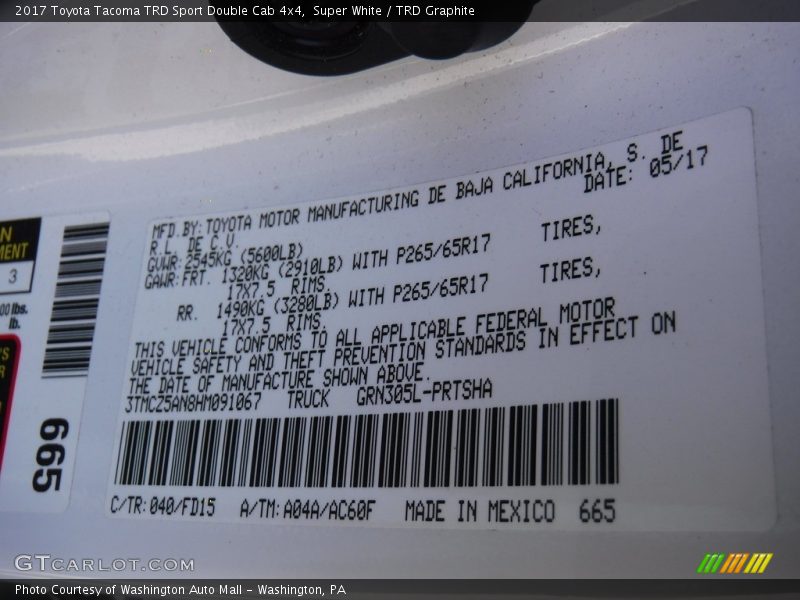 2017 Toyota Tacoma TRD Sport Double Cab 4x4, Super White / TRD Graphite
MFD.BY:TOYOTA MOTOR MANUFACTURING DE BAJA CALIFORNIA, S. DE
R.L. DE C.V. DATE: 05/17
GVWR:2545KG (5600LB)
GAWR:FRT. 1320KG (2910LB) WITH P265/65R17 TIRES,
17X7.5 RIMS.
RR. 1490KG (3280LB) WITH P265/65R17 TIRES,
17X7.5 RIMS.
THIS VEHICLE CONFORMS TO ALL APPLICABLE FEDERAL MOTOR
VEHICLE SAFETY AND THEFT PREVENTION STANDARDS IN EFFECT ON
THE DATE OF MANUFACTURE SHOWN ABOVE.
3TMCZ5AN8HM091067 TRUCK GRN305L-PRTSHA
C/TR:040/FD15 A/TM:A04A/AC60F MADE IN MEXICO 665
3
lb.
665
GTCARLOT.COM
Photo Courtesy of Washington Auto Mall - Washington, PA